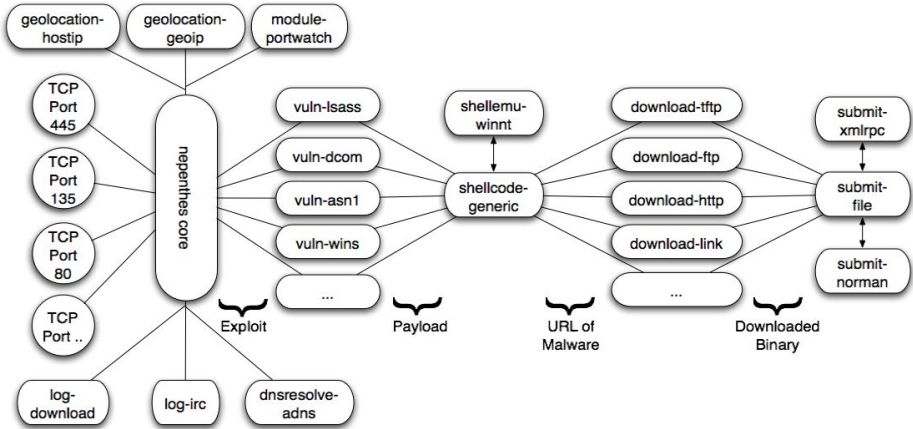 geolocation-
hostip
geolocation-
geoip
module-
portwatch
TCP
Port
445
TCP
Port
135
TCP
Port
80
TCP
Port ..
nepenthes core
vuln-lsass
vuln-dcom
vuln-asn1
vuln-wins
...
shellemu-
winnt
shellcode-
generic
download-tftp
download-ftp
download-http
download-link
...
submit-
xmlrpc
submit-
file
submit-
norman
Exploit
Payload
URL of
Malware
Downloaded
Binary
log-
download
log-irc
dnsresolve-
adns